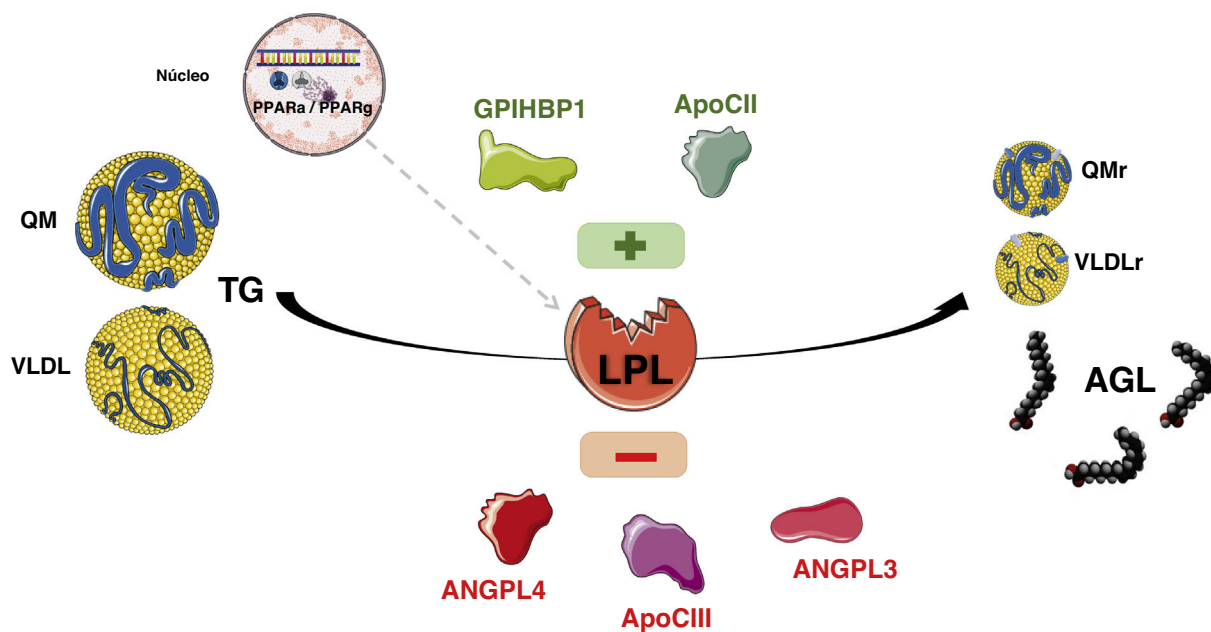 Núcleo
PPARa / PPARg
GPIHBP1
ApoCII
QM
TG
VLDL
+
LPL
−
QMr
VLDLr
AGL
ANGPL4
ApoCIII
ANGPL3